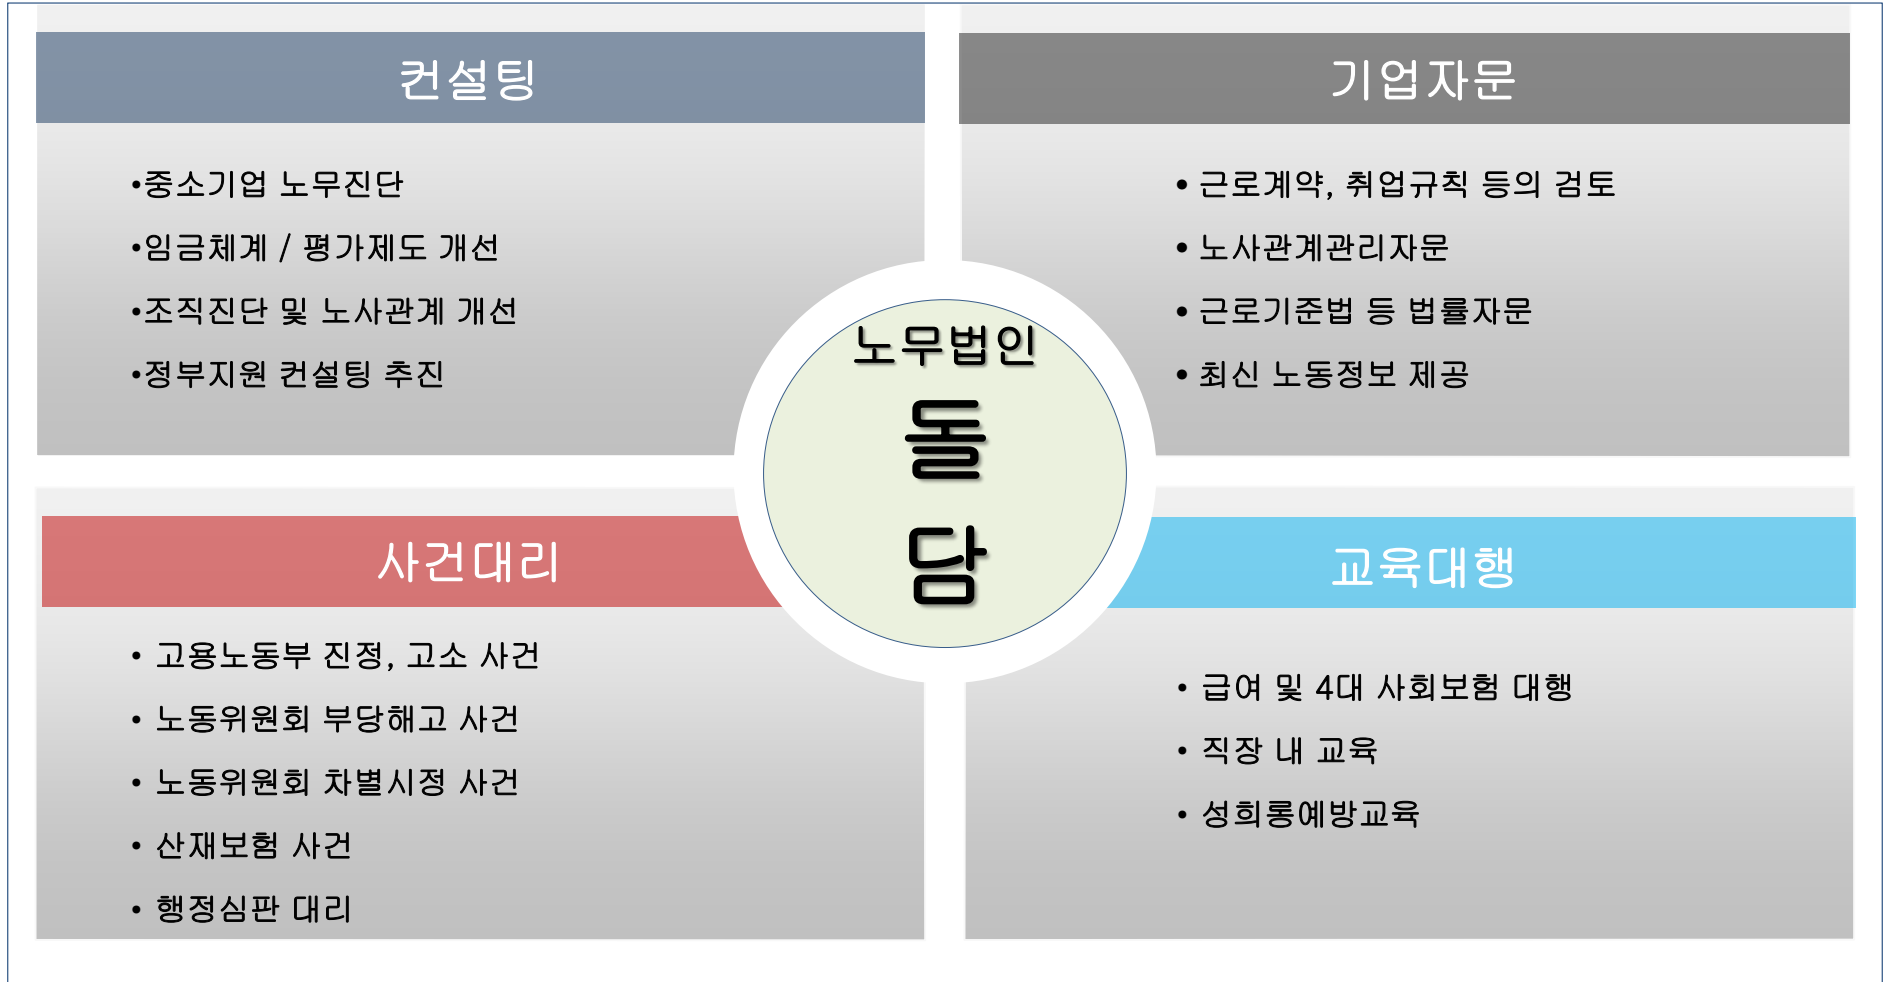 컨설팅
•중소기업 노무진단
•임금체계 / 평가제도 개선
•조직진단 및 노사관계 개선
•정부지원 컨설팅 추진
기업자문
• 근로계약, 취업규칙 등의 검토
• 노사관계관리자문
• 근로기준법 등 법률자문
• 최신 노동정보 제공
노무법인
돌
담
사건대리
• 고용노동부 진정, 고소 사건
• 노동위원회 부당해고 사건
• 노동위원회 차별시정 사건
• 산재보험 사건
• 행정심판 대리
교육대행
• 급여 및 4대 사회보험 대행
• 직장 내 교육
• 성희롱예방교육